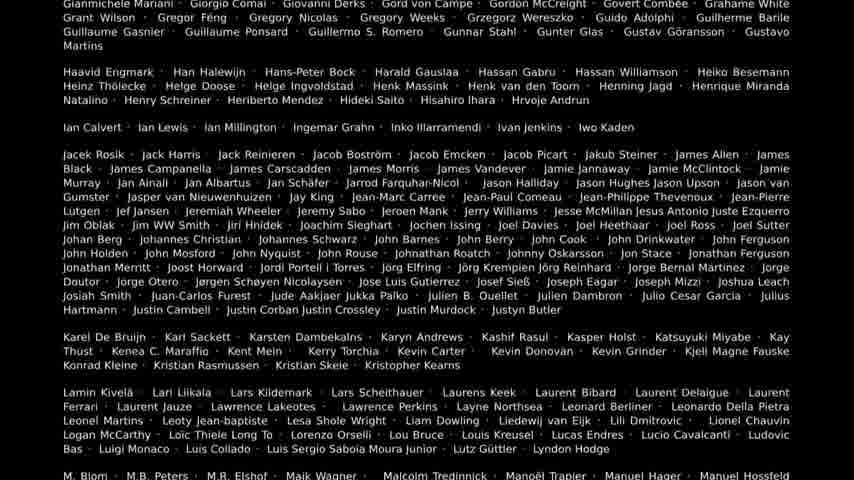 Gianmichele Mariani · Giorgio Comai · Giovanni Derks · Gord von Campe · Gordon McCreight · Govert Combée · Grahame White
Grant Wilson · Gregor Féng · Gregory Nicolas · Gregory Weeks · Grzegorz Wereszko · Guido Adolphi · Guilherme Barile
Guillaume Gasnier · Guillaume Ponsard · Guillermo S. Romero · Gunnar Stahl · Gunter Glas · Gustav Göransson · Gustavo
Martins
Haavid Engmark · Han Halewijn · Hans-Peter Bock · Harald Gauslaa · Hassan Gabru · Hassan Williamson · Heiko Besemann
Heinz Thölecke · Helge Doose · Helge Ingvoldstad · Henk Massink · Henk van den Toorn · Henning Jagd · Henrique Miranda
Natalino · Henry Schreiner · Heriberto Mendez · Hideki Saito · Hisahiro Ihara · Hrvoje Andrun
Ian Calvert · Ian Lewis · Ian Millington · Ingemar Grahn · Inko Illarramendi · Ivan Jenkins · Iwo Kaden
Jacek Rosik · Jack Harris · Jack Reinieren · Jacob Boström · Jacob Emcken · Jacob Picart · Jakub Steiner · James Allen · James
Black · James Campanella · James Carscadden · James Morris · James Vandever · Jamie Jannaway · Jamie McClintock · Jamie
Murray · Jan Ainali · Jan Albartus · Jan Schäfer · Jarrod Farquhar-Nicol · Jason Halliday · Jason Hughes Jason Upson · Jason van
Gumster · Jasper van Nieuwenhuizen · Jay King · Jean-Marc Carrée · Jean-Paul Comeau · Jean-Philippe Thevenoux · Jean-Pierre
Lütgen · Jef Jansen · Jeremiah Wheeler · Jeremy Sabo · Jeroen Mank · Jerry Williams · Jesse McMillan Jesus Antonio Juste Ezquerro
Jim Oblak · Jim WW Smith · Jiří Hnídek · Joachim Sieghart · Jochen Issing · Joel Davies · Joel Heethaar · Joel Ross · Joel Sutter
Johan Berg · Johannes Christian · Johannes Schwarz · John Barnes · John Berry · John Cook · John Drinkwater · John Ferguson
John Holden · John Mosford · John Nyquist · John Rouse · Johnathan Roatch · Johnny Oskarsson · Jon Stace · Jonathan Ferguson
Jonathan Merritt · Joost Horward · Jordi Portell i Torres · Jörg Elfring · Jörg Krempien Jörg Reinhard · Jorge Bernal Martinez · Jorge
Doutor · Jorge Otero · Jørgen Schøyen Nicolaysen · Jose Luis Gutierrez · Josef Sieß · Joseph Eagar · Joseph Mizzi · Joshua Leach
Josiah Smith · Juan-Carlos Furest · Jude Aakjaer Jukka Palko · Julien B. Ouellet · Julien Dambron · Julio Cesar Garcia · Julius
Hartmann · Justin Cambell · Justin Corban Justin Crossley · Justin Murdock · Justyn Butler
Karel De Bruijn · Karl Sackett · Karsten Dambekalns · Karyn Andrews · Kashif Rasul · Kasper Holst · Katsuyuki Miyabe · Kay
Thust · Kenea C. Maraffio · Kent Mein · Kerry Torchia · Kevin Carter · Kevin Donovan · Kevin Grinder · Kjell Magne Fauske
Konrad Kleine · Kristian Rasmussen · Kristian Skeie · Kristopher Kearns
Lamin Kivelä · Lari Liikala · Lars Kildemark · Lars Scheithauer · Laurens Keek · Laurent Bibard · Laurent Delaigue · Laurent
Ferrari · Laurent Jauze · Lawrence Lakeotes · Lawrence Perkins · Layne Northsea · Leonard Berliner · Leonardo Della Pietra
Leonel Martins · Leoty Jean-baptiste · Lesa Shole Wright · Liam Dowling · Liedewij van Eijk · Lili Dmitrovic · Lionel Chauvin
Logan McCarthy · Loïc Thiele Long To · Lorenzo Orselli · Lou Bruce · Louis Kreusel · Lucas Endres · Lucio Cavalcanti · Ludovic
Bas · Luigi Monaco · Luis Collado · Luis Sergio Saboia Moura Junior · Lutz Güttler · Lyndon Hodge
M. Blom · M.B. Peters · M.R. Elshof · Maik Wagner · Malcolm Tredinnick · Manoël Trapier · Manuel Hager · Manuel Hossfeld